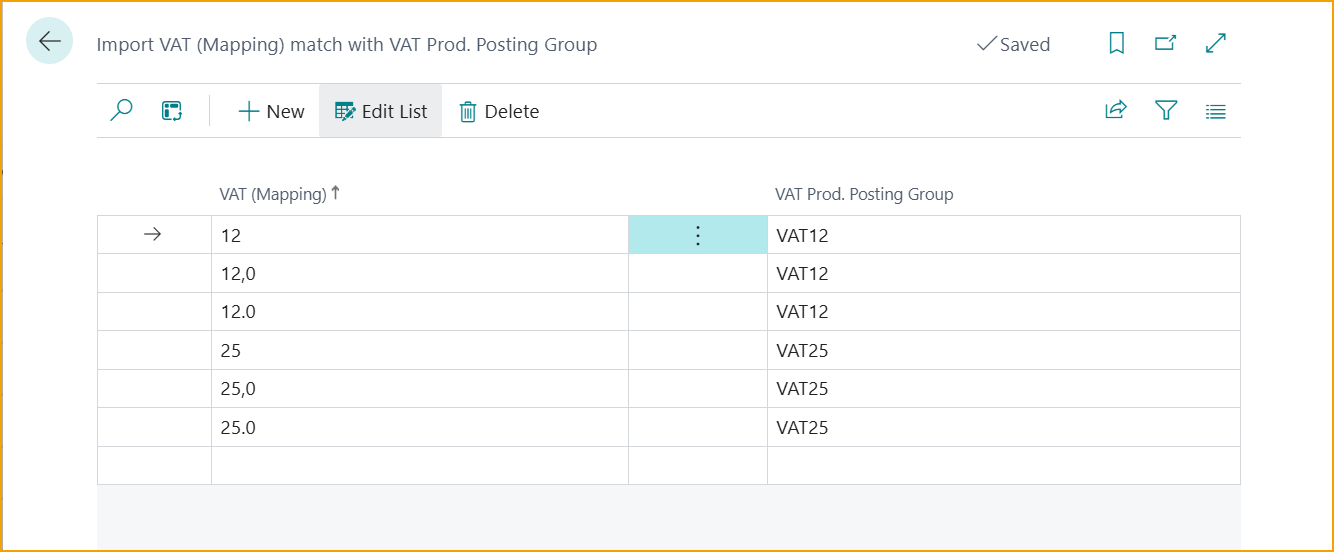 Import VAT (Mapping) match with VAT Prod. Posting Group Saved
New Edit List Delete
VAT (Mapping) VAT Prod. Posting Group
12 VAT12
12,0 VAT12
12.0 VAT12
25 VAT25
25,0 VAT25
25.0 VAT25